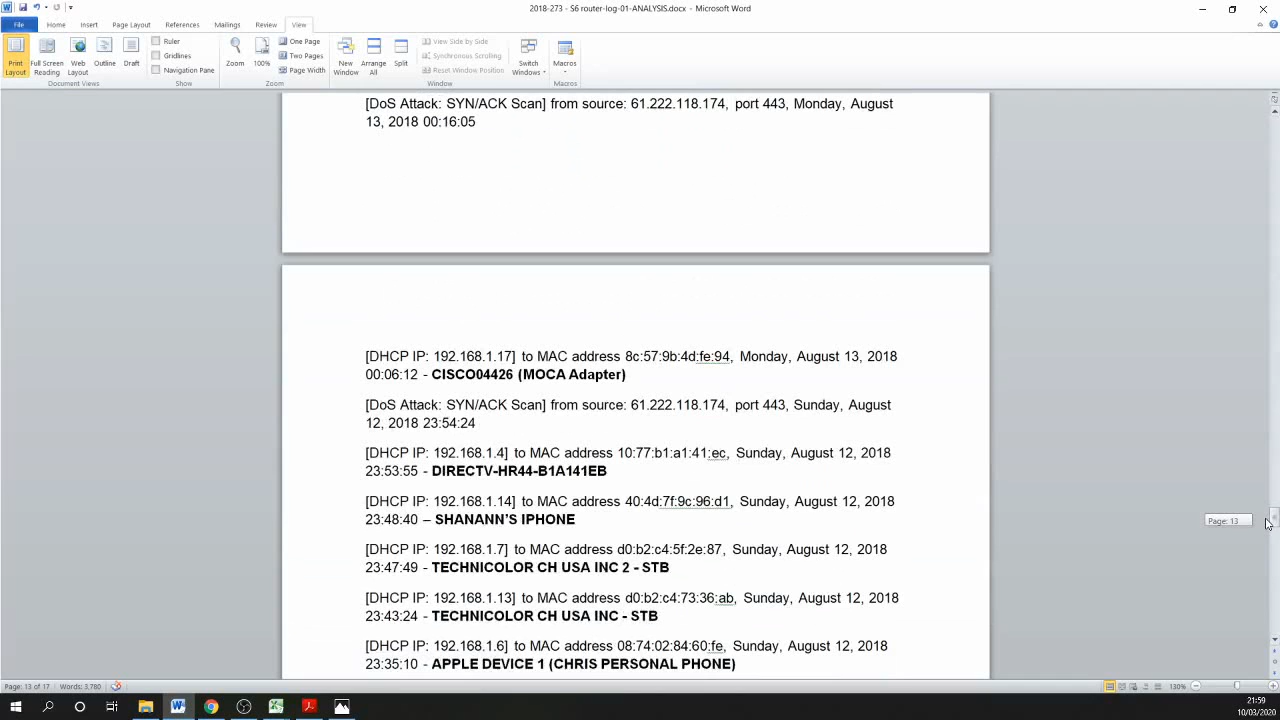 2018-273 - S6 router-log-01-ANALYSIS.docx - Microsoft Word
File Home Insert Page Layout References Mailings Review View
Ruler One Page View Side by Side
Gridlines Two Pages Synchronous Scrolling
Navigation Pane Page Width Reset Window Position
Print Layout Full Screen Reading Web Layout Outline Draft Zoom 100% New Window Arrange All Split Switch Windows Macros
Document Views Show Zoom Window Macros
[DoS Attack: SYN/ACK Scan] from source: 61.222.118.174, port 443, Monday, August
13, 2018 00:16:05
[DHCP IP: 192.168.1.17] to MAC address 8c:57:9b:4d:fe:94, Monday, August 13, 2018
00:06:12 - CISCO04426 (MOCA Adapter)
[DoS Attack: SYN/ACK Scan] from source: 61.222.118.174, port 443, Sunday, August
12, 2018 23:54:24
[DHCP IP: 192.168.1.4] to MAC address 10:77:b1:a1:41:ec, Sunday, August 12, 2018
23:53:55 - DIRECTV-HR44-B1A141EB
[DHCP IP: 192.168.1.14] to MAC address 40:4d:7f:9c:96:d1, Sunday, August 12, 2018
23:48:40 – SHANANN'S IPHONE
Page: 13
[DHCP IP: 192.168.1.7] to MAC address d0:b2:c4:5f:2e:87, Sunday, August 12, 2018
23:47:49 - TECHNICOLOR CH USA INC 2 - STB
[DHCP IP: 192.168.1.13] to MAC address d0:b2:c4:73:36:ab, Sunday, August 12, 2018
23:43:24 - TECHNICOLOR CH USA INC - STB
[DHCP IP: 192.168.1.6] to MAC address 08:74:02:84:60:fe, Sunday, August 12, 2018
23:35:10 - APPLE DEVICE 1 (CHRIS PERSONAL PHONE)
Page: 13 of 17 Words: 3,780 130%
21:59
10/03/2020